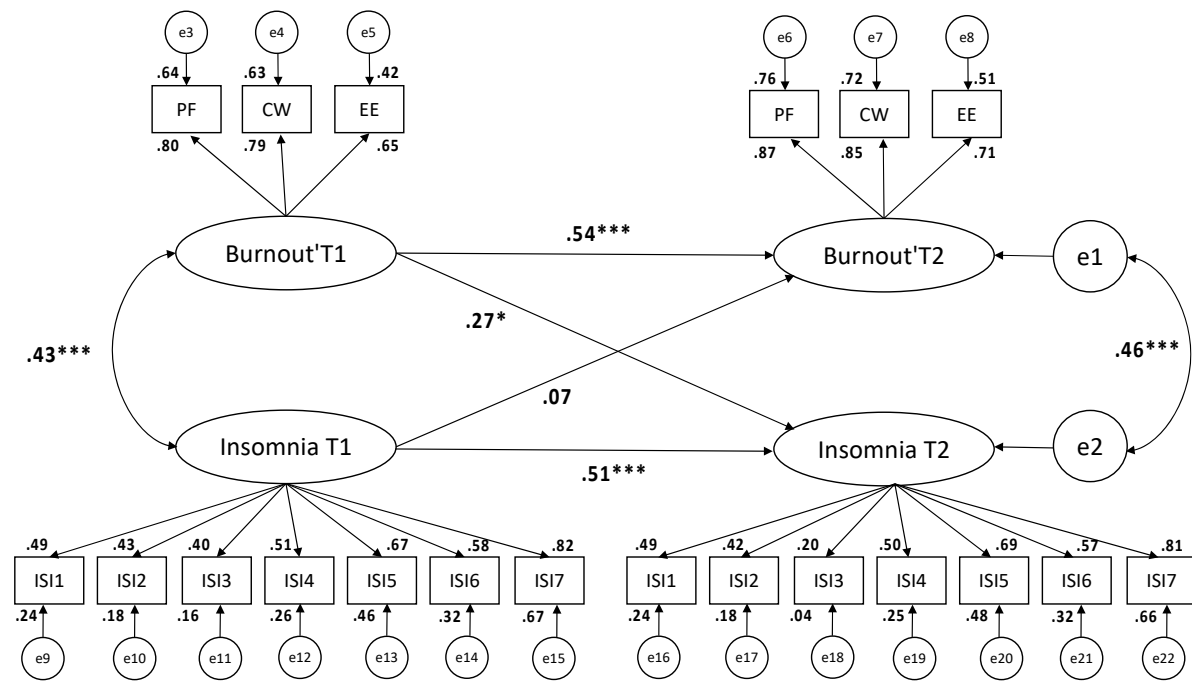 e3 e4 e5 e6 e7 e8
.64 .63 .42 .76 .72 .51
PF CW EE PF CW EE
.80 .79 .65 .87 .85 .71
Burnout'T1 .54*** Burnout'T2 e1
.27*
.43*** .46***
.07
Insomnia T1 Insomnia T2 e2
.51***
.49 .43 .40 .51 .67 .58 .82 .49 .42 .20 .50 .69 .57 .81
ISI1 ISI2 ISI3 ISI4 ISI5 ISI6 ISI7 ISI1 ISI2 ISI3 ISI4 ISI5 ISI6 ISI7
.24 .18 .16 .26 .46 .32 .67 .24 .18 .04 .25 .48 .32 .66
e9 e10 e11 e12 e13 e14 e15 e16 e17 e18 e19 e20 e21 e22